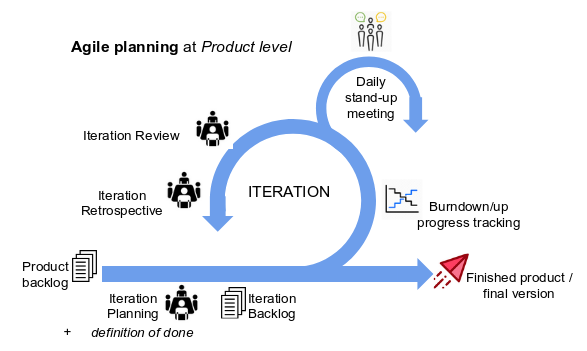 Agile planning at Product level
Daily
stand-up
meeting
Iteration Review
Iteration
Retrospective
ITERATION
Burndown/up
progress tracking
Product
backlog
Finished product /
final version
Iteration
Planning
Iteration
Backlog
+ definition of done